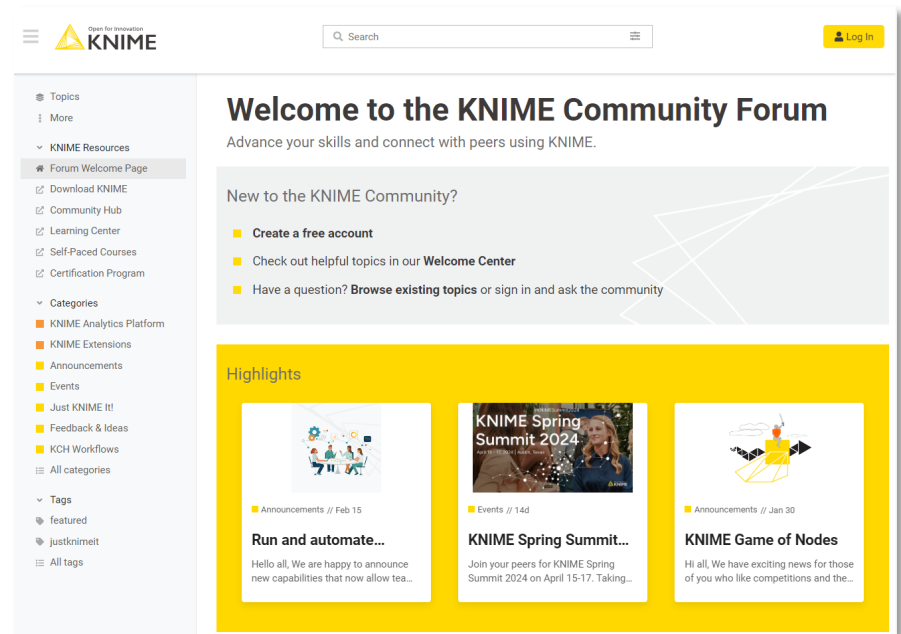 Open for Innovation
KNIME
Search
Log In
Topics
More
KNIME Resources
Forum Welcome Page
Download KNIME
Community Hub
Learning Center
Self-Paced Courses
Certification Program
Categories
KNIME Analytics Platform
KNIME Extensions
Announcements
Events
Just KNIME It!
Feedback & Ideas
KCH Workflows
All categories
Tags
featured
justknimeit
All tags
Welcome to the KNIME Community Forum
Advance your skills and connect with peers using KNIME.
New to the KNIME Community?
Create a free account
Check out helpful topics in our Welcome Center
Have a question? Browse existing topics or sign in and ask the community
Highlights
Announcements // Feb 15
Run and automate...
Hello all, We are happy to announce
new capabilities that now allow tea...
KNIME Spring
Summit 2024
April 15 - 17, 2024 | Austin, Texas
KNIME
Events // 14d
KNIME Spring Summit...
Join your peers for KNIME Spring
Summit 2024 on April 15-17. Taking...
Announcements // Jan 30
KNIME Game of Nodes
Hi all, We have exciting news for those
of you who like competitions and the...